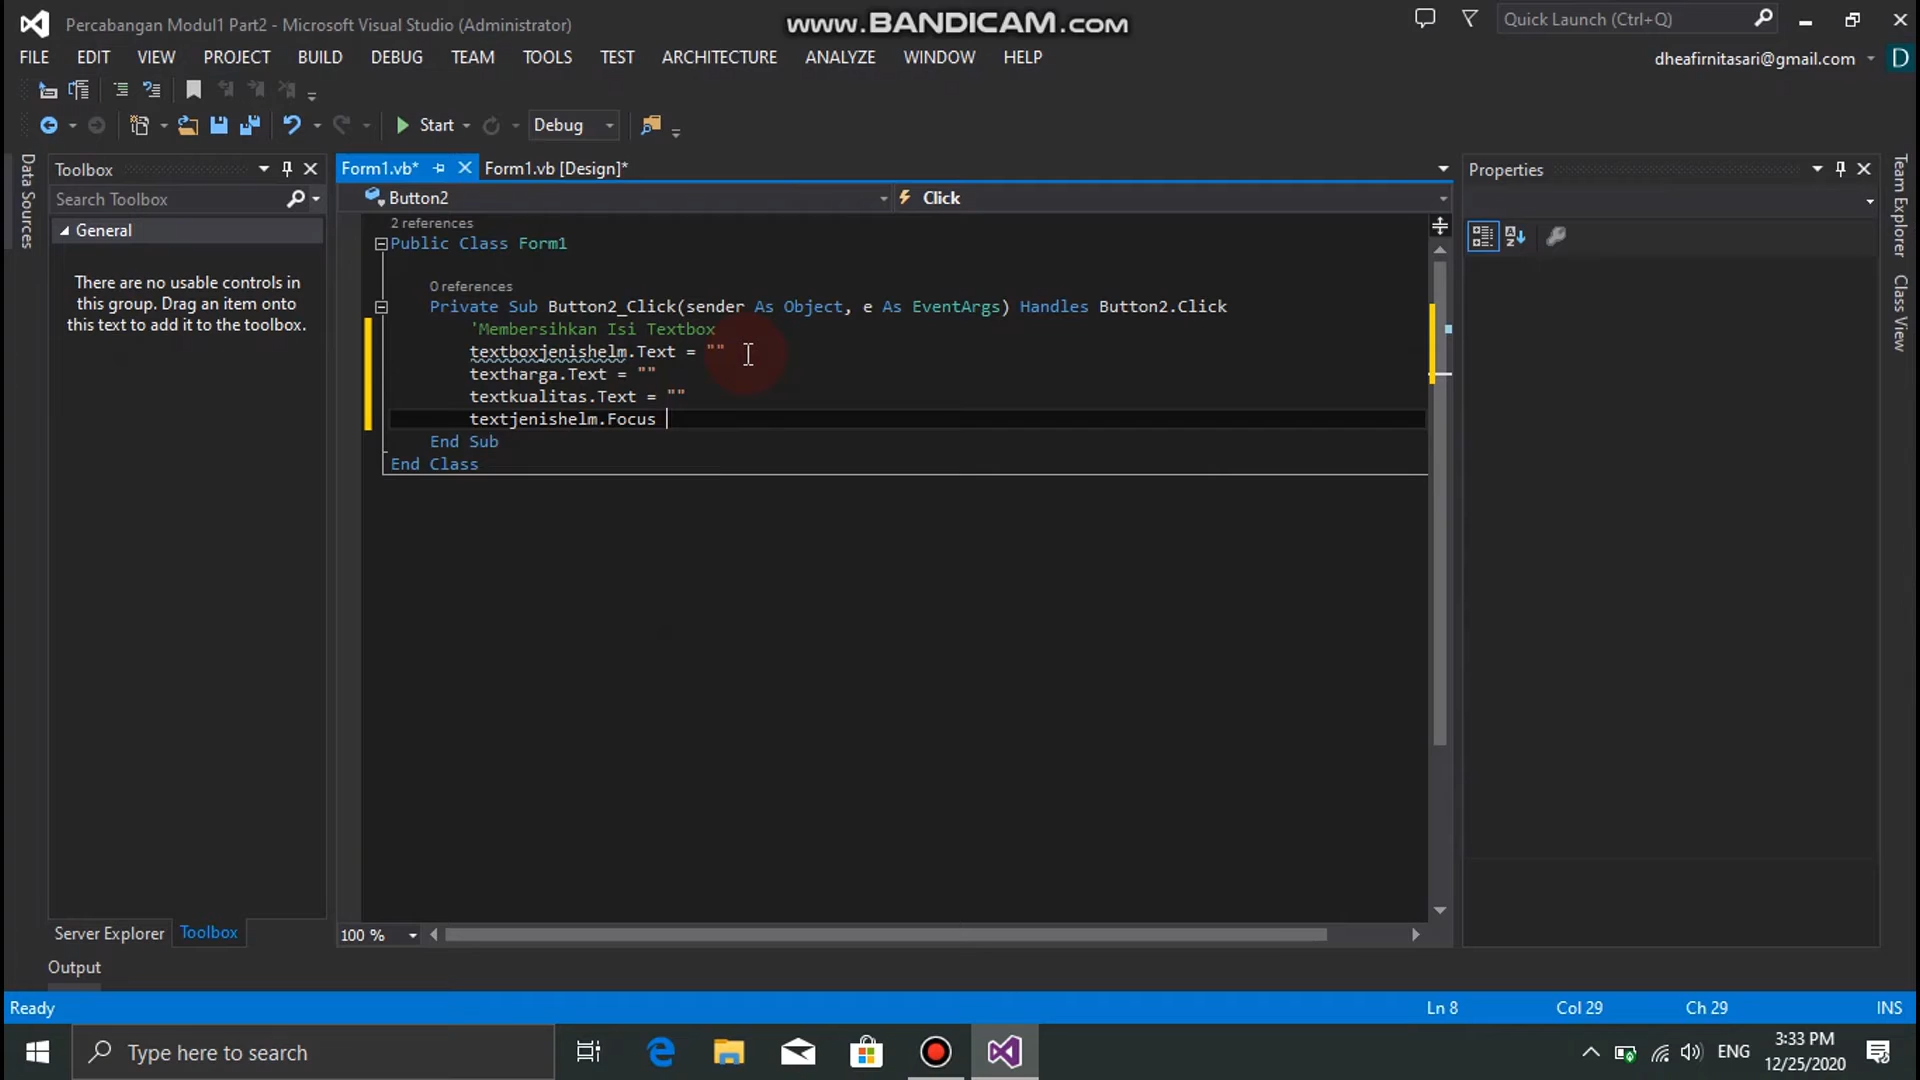 Percabangan Modul1 Part2 - Microsoft Visual Studio (Administrator)
www.BANDICAM.com
Quick Launch (Ctrl+Q)
FILE EDIT VIEW PROJECT BUILD DEBUG TEAM TOOLS TEST ARCHITECTURE ANALYZE WINDOW HELP
dheafirnitasari@gmail.com D
Start Debug
Data Sources
Toolbox
Search Toolbox
General
There are no usable controls in
this group. Drag an item onto
this text to add it to the toolbox.
Server Explorer Toolbox
Form1.vb* Form1.vb [Design]*
Button2 Click
2 references
Public Class Form1
0 references
Private Sub Button2_Click(sender As Object, e As EventArgs) Handles Button2.Click
'Membersihkan Isi Textbox
textboxjenishelm.Text = ""
textharga.Text = ""
textkualitas.Text = ""
textjenishelm.Focus
End Sub
End Class
100 %
Properties
Team Explorer
Class View
Output
Ready Ln 8 Col 29 Ch 29 INS
Type here to search
ENG
3:33 PM
12/25/2020